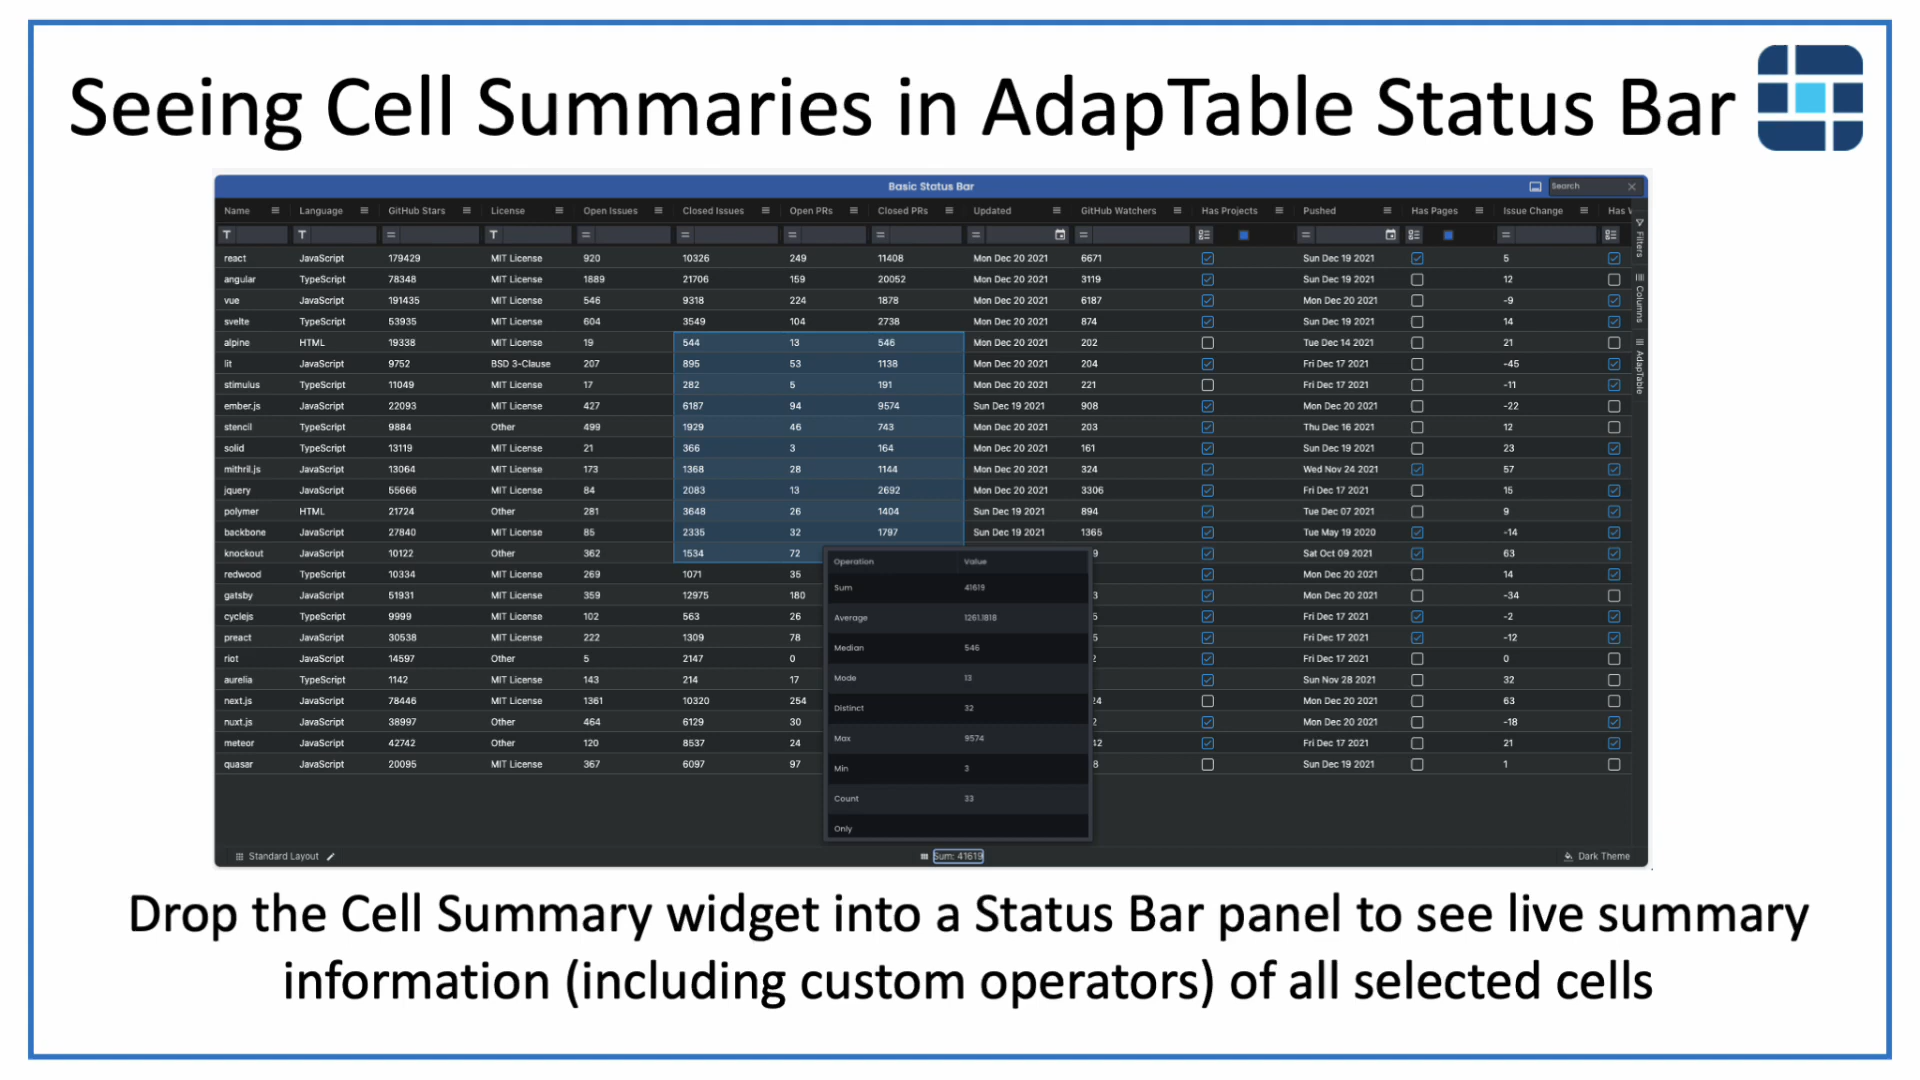 Seeing Cell Summaries in AdapTable Status Bar
Basic Status Bar
Search
Name Language GitHub Stars License Open Issues Closed Issues Open PRs Closed PRs Updated GitHub Watchers Has Projects Pushed Has Pages Issue Change Has
react JavaScript 179429 MIT License 920 10326 249 11408 Mon Dec 20 2021 6671 Sun Dec 19 2021 5
angular TypeScript 78348 MIT License 1889 21706 159 20052 Mon Dec 20 2021 3119 Sun Dec 19 2021 12
vue JavaScript 191435 MIT License 546 9318 224 1878 Mon Dec 20 2021 6187 Mon Dec 20 2021 -9
svelte TypeScript 53935 MIT License 604 3549 104 2738 Mon Dec 20 2021 874 Sun Dec 19 2021 14
alpine HTML 19338 MIT License 19 544 13 546 Mon Dec 20 2021 202 Tue Dec 14 2021 21
lit JavaScript 9752 BSD 3-Clause 207 895 53 1138 Mon Dec 20 2021 204 Fri Dec 17 2021 -45
stimulus TypeScript 11049 MIT License 17 282 5 191 Mon Dec 20 2021 221 Fri Dec 17 2021 -11
ember.js JavaScript 22093 MIT License 427 6187 94 9574 Sun Dec 19 2021 908 Mon Dec 20 2021 -22
stencil TypeScript 9884 Other 499 1929 46 743 Mon Dec 20 2021 203 Thu Dec 16 2021 12
solid TypeScript 13119 MIT License 21 366 3 164 Mon Dec 20 2021 161 Sun Dec 19 2021 23
mithril.js JavaScript 13064 MIT License 173 1368 28 1144 Mon Dec 20 2021 324 Wed Nov 24 2021 57
jquery JavaScript 55666 MIT License 84 2083 13 2692 Mon Dec 20 2021 3306 Fri Dec 17 2021 15
polymer HTML 21724 Other 281 3648 26 1404 Sun Dec 19 2021 894 Tue Dec 07 2021 9
backbone JavaScript 27840 MIT License 85 2335 32 1797 Sun Dec 19 2021 1365 Tue May 19 2020 -14
knockout JavaScript 10122 Other 362 1534 72 9 Sat Oct 09 2021 63
redwood TypeScript 10334 MIT License 269 1071 35 Mon Dec 20 2021 14
gatsby JavaScript 51931 MIT License 359 12975 180 3 Mon Dec 20 2021 -34
cyclejs TypeScript 9999 MIT License 102 563 26 5 Fri Dec 17 2021 -2
preact JavaScript 30538 MIT License 222 1309 78 5 Fri Dec 17 2021 -12
riot JavaScript 14597 Other 5 2147 0 2 Fri Dec 17 2021 0
aurelia TypeScript 1142 MIT License 143 214 17 Sun Nov 28 2021 32
next.js JavaScript 78446 MIT License 1361 10320 254 24 Mon Dec 20 2021 63
nuxt.js JavaScript 38997 Other 464 6129 30 2 Mon Dec 20 2021 -18
meteor JavaScript 42742 Other 120 8537 24 42 Fri Dec 17 2021 21
quasar JavaScript 20095 MIT License 367 6097 97 8 Sun Dec 19 2021 1
Operation Value
Sum 41619
Average 1261.1818
Median 546
Mode 13
Distinct 32
Max 9574
Min 3
Count 33
Only
Filters
Columns
AdapTable
Standard Layout
Sum: 41619
Dark Theme
Drop the Cell Summary widget into a Status Bar panel to see live summary
information (including custom operators) of all selected cells